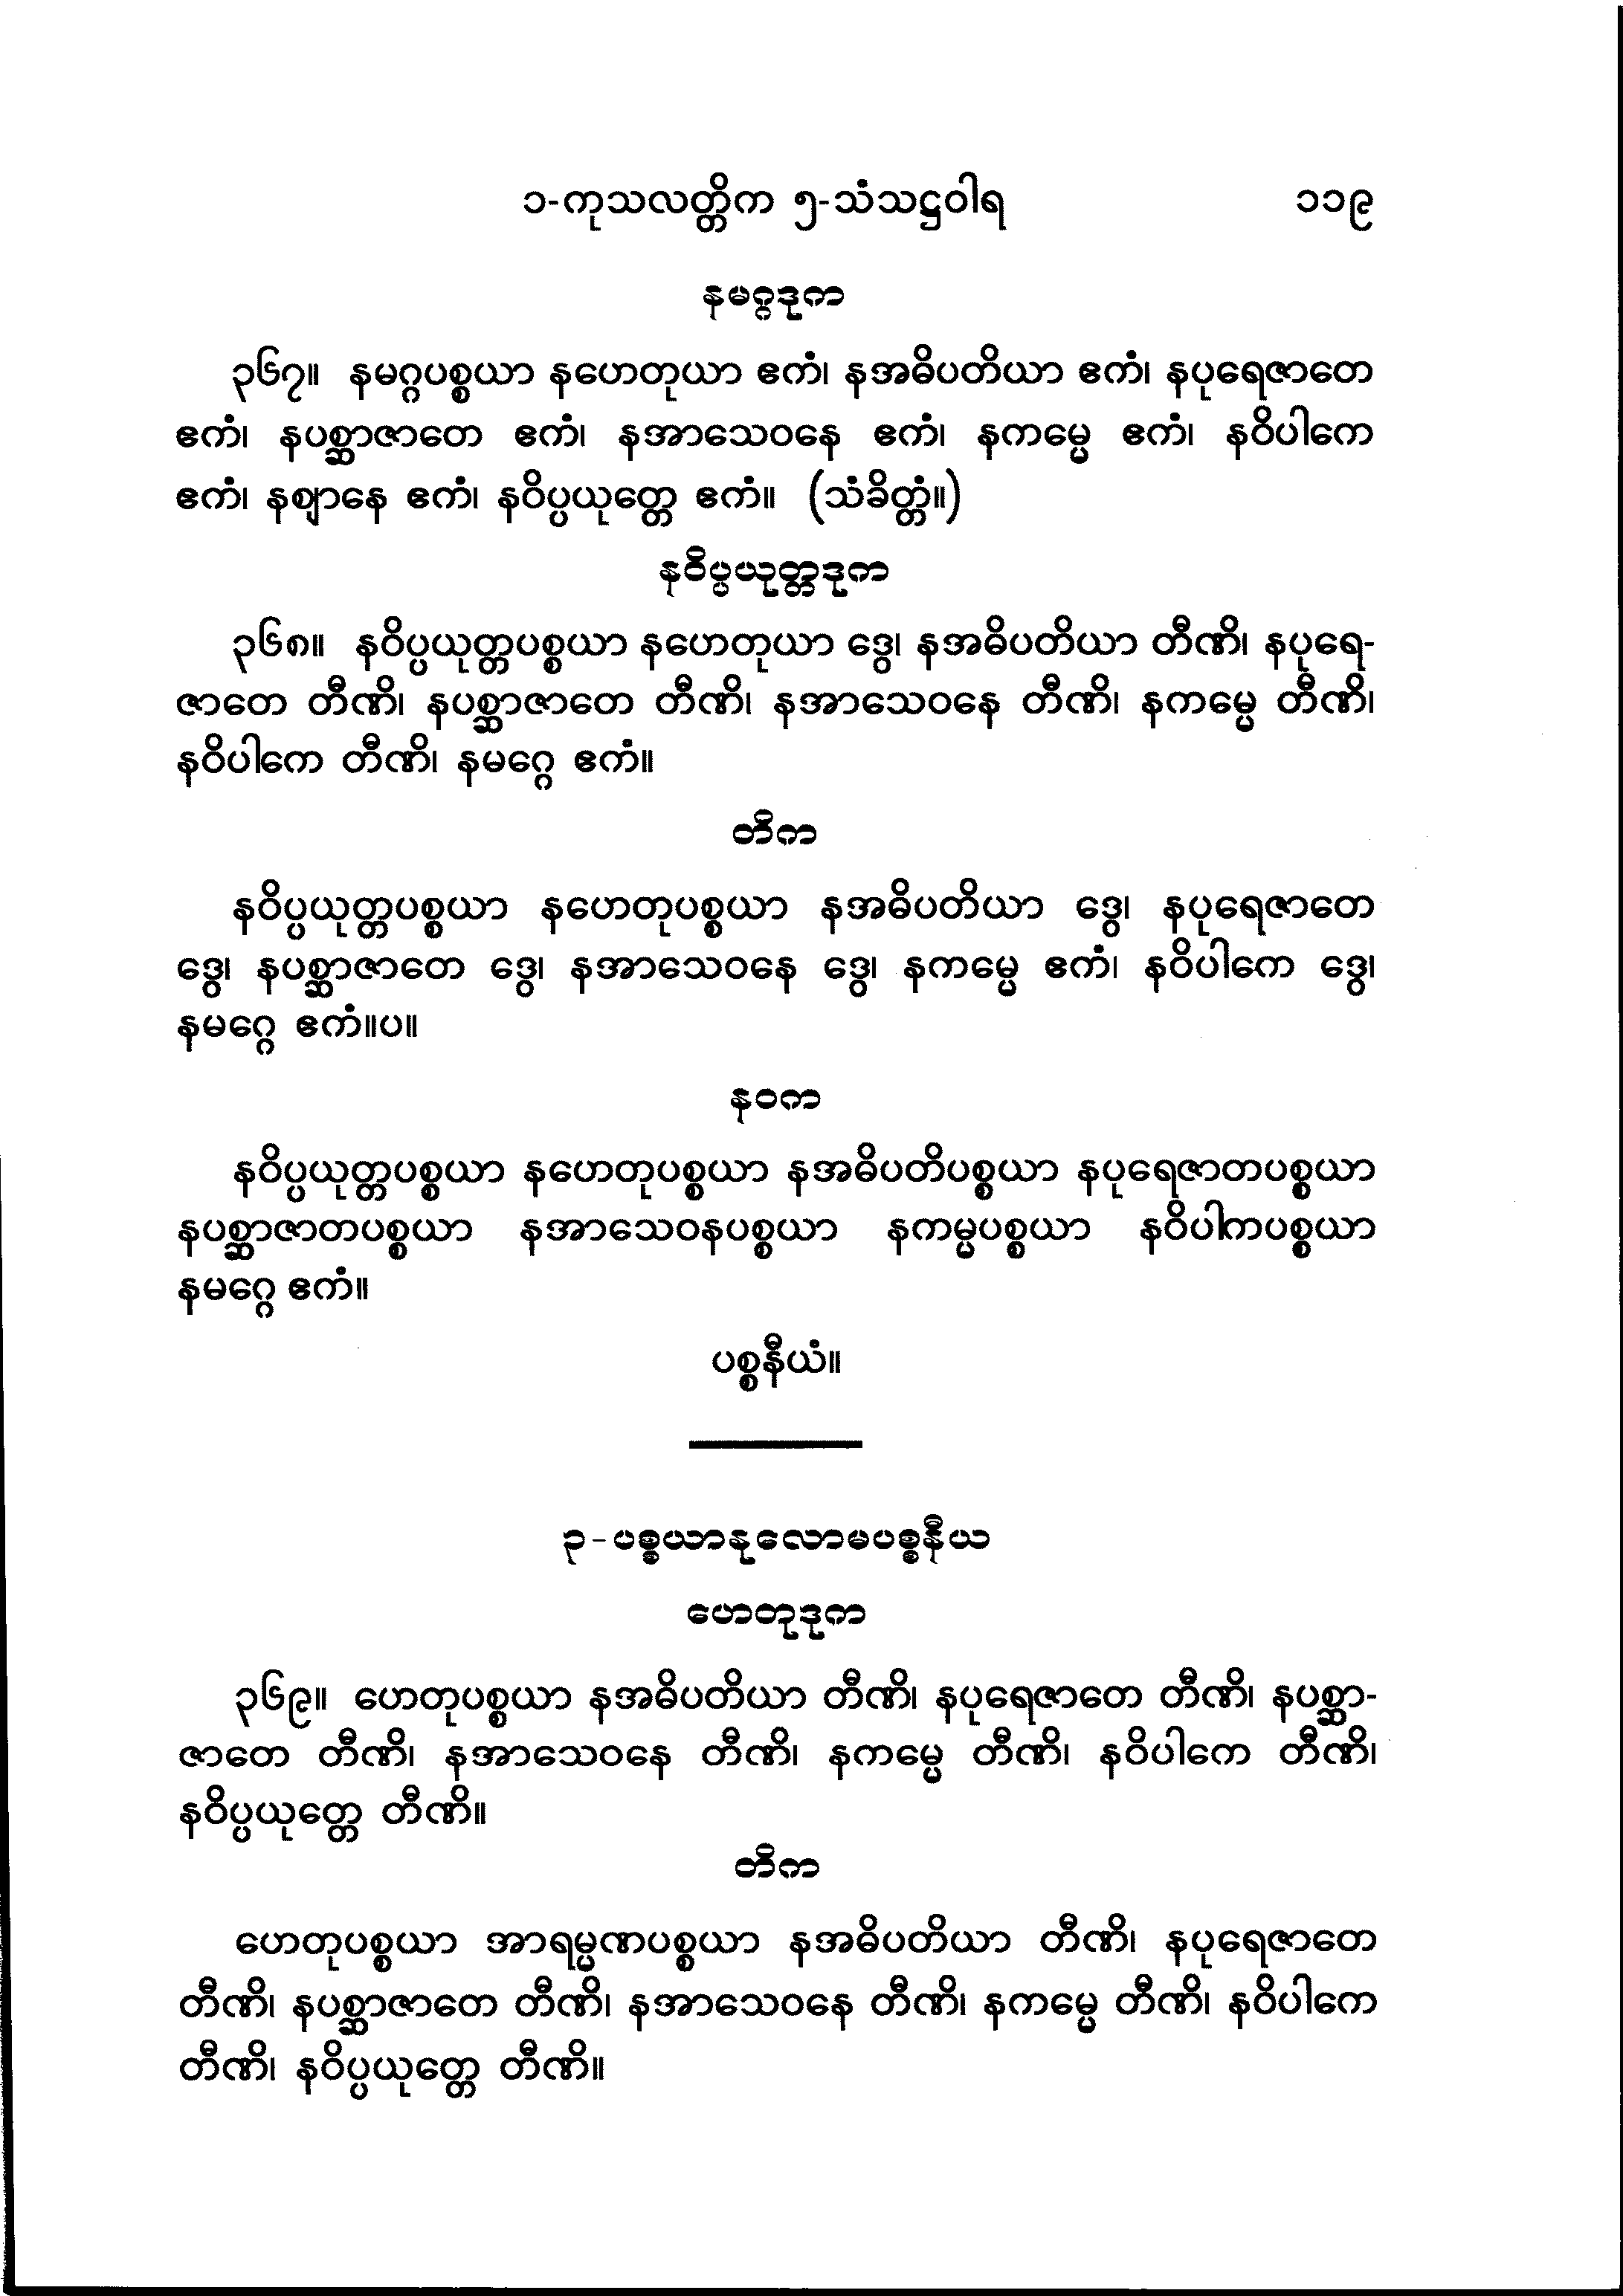 ၁-ကုသလတ္တိက ၅-သံသဋ္ဌဝါရ ၁၁၉
နမဂ္ဂဒုက
၃၆၇။ နမဂ္ဂပစ္စယာ နဟေတုယာ ဧကံ၊ နအဓိပတိယာ ဧကံ၊ နပုရေဇာတေ
ဧကံ၊ နပစ္ဆာဇာတေ ဧကံ၊ နအာသေဝနေ ဧကံ၊ နကမ္မေ ဧကံ၊ နဝိပါကေ
ဧကံ၊ နဈာနေ ဧကံ၊ နဝိပ္ပယုတ္တေ ဧကံ။ (သံခိတ္တံ။)
နဝိပ္ပယုတ္တဒုက
၃၆၈။ နဝိပ္ပယုတ္တပစ္စယာ နဟေတုယာ ဒွေ၊ နအဓိပတိယာ တီဏိ၊ နပုရေ-
ဇာတေ တီဏိ၊ နပစ္ဆာဇာတေ တီဏိ၊ နအာသေဝနေ တီဏိ၊ နကမ္မေ တီဏိ၊
နဝိပါကေ တီဏိ၊ နမဂ္ဂေ ဧကံ။
တိက
နဝိပ္ပယုတ္တပစ္စယာ နဟေတုပစ္စယာ နအဓိပတိယာ ဒွေ၊ နပုရေဇာတေ
ဒွေ၊ နပစ္ဆာဇာတေ ဒွေ၊ နအာသေဝနေ ဒွေ၊ နကမ္မေ ဧကံ၊ နဝိပါကေ ဒွေ၊
နမဂ္ဂေ ဧကံ။ပ။
နဝက
နဝိပ္ပယုတ္တပစ္စယာ နဟေတုပစ္စယာ နအဓိပတိပစ္စယာ နပုရေဇာတပစ္စယာ
နပစ္ဆာဇာတပစ္စယာ နအာသေဝနပစ္စယာ နကမ္မပစ္စယာ နဝိပါကပစ္စယာ
နမဂ္ဂေ ဧကံ။
ပစ္စနီယံ။
၃-ပစ္စယာနုလောမပစ္စနီယ
ဟေတုဒုက
၃၆၉။ ဟေတုပစ္စယာ နအဓိပတိယာ တီဏိ၊ နပုရေဇာတေ တီဏိ၊ နပစ္ဆာ-
ဇာတေ တီဏိ၊ နအာသေဝနေ တီဏိ၊ နကမ္မေ တီဏိ၊ နဝိပါကေ တီဏိ၊
နဝိပ္ပယုတ္တေ တီဏိ။
တိက
ဟေတုပစ္စယာ အာရမ္မဏပစ္စယာ နအဓိပတိယာ တီဏိ၊ နပုရေဇာတေ
တီဏိ၊ နပစ္ဆာဇာတေ တီဏိ၊ နအာသေဝနေ တီဏိ၊ နကမ္မေ တီဏိ၊ နဝိပါကေ
တီဏိ၊ နဝိပ္ပယုတ္တေ တီဏိ။